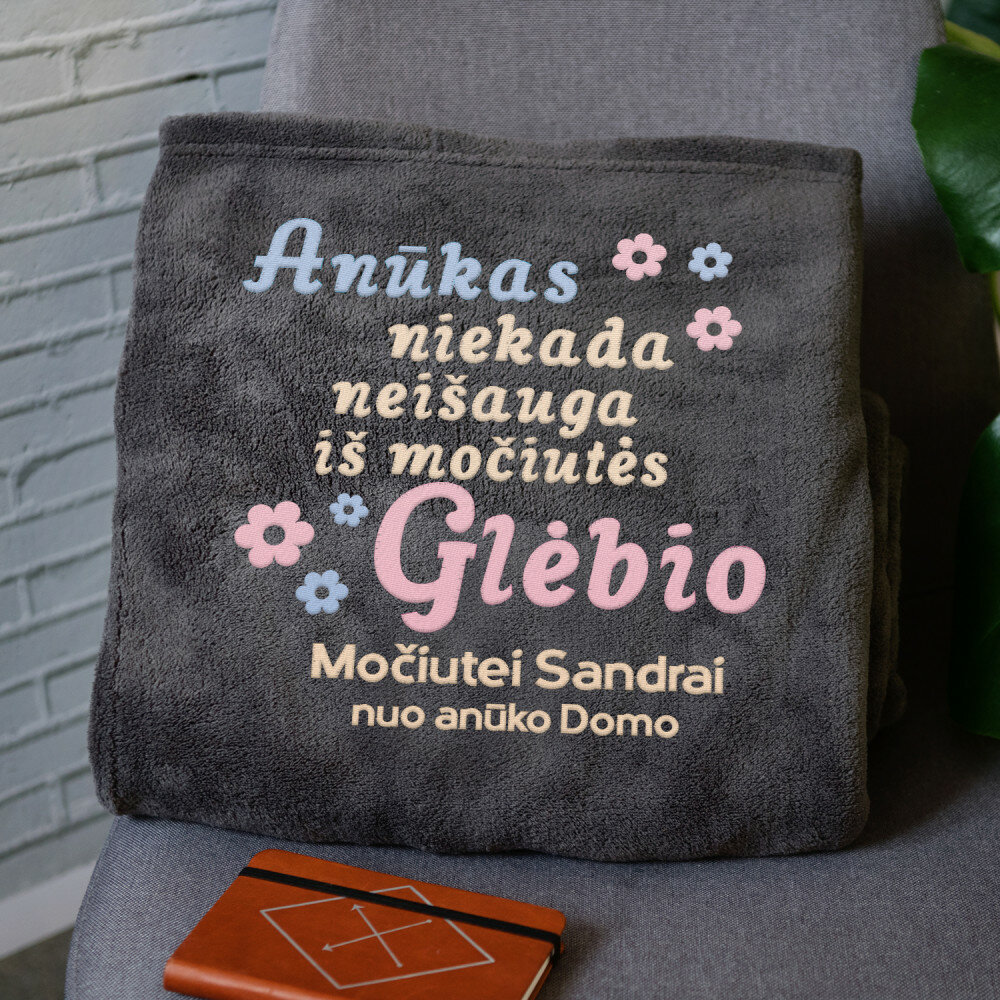 Anūkas
niekada
neišauga
iš močiutės
Glėbio
Močiutei Sandrai
nuo anūko Domo